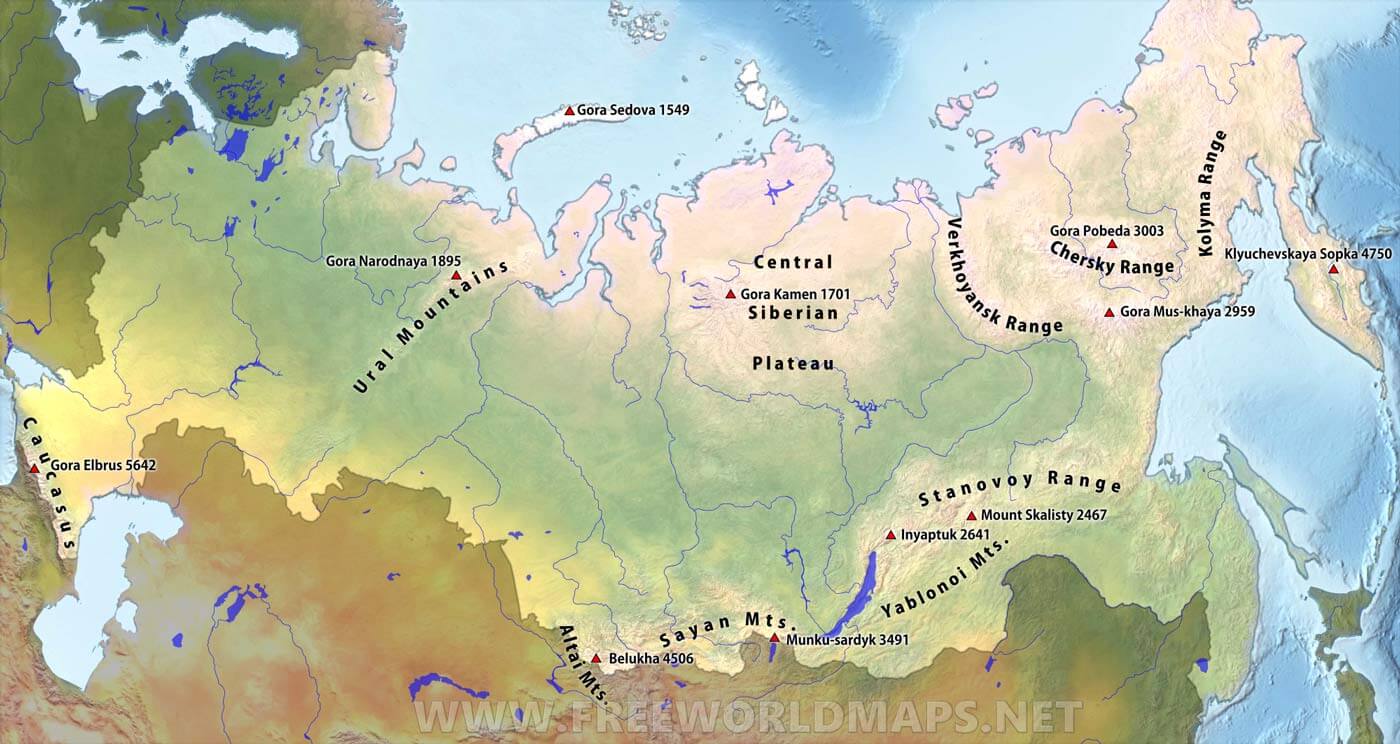 Gora Sedova 1549
Kolyma Range
Gora Pobeda 3003
Verkhoyansk Range
Klyuchevskaya Sopka 4750
Gora Narodnaya 1895
Central
Chersky Range
Ural Mountains
Gora Kamen 1701
Siberian
Gora Mus-khaya 2959
Plateau
Caucasus
Gora Elbrus 5642
Stanovoy Range
Mount Skalisty 2467
Inyaptuk 2641
Yablonoi Mts.
Sayan Mts.
Munku-sardyk 3491
Altai Mts.
Belukha 4506
WWW.FREEWORLDMAPS.NET